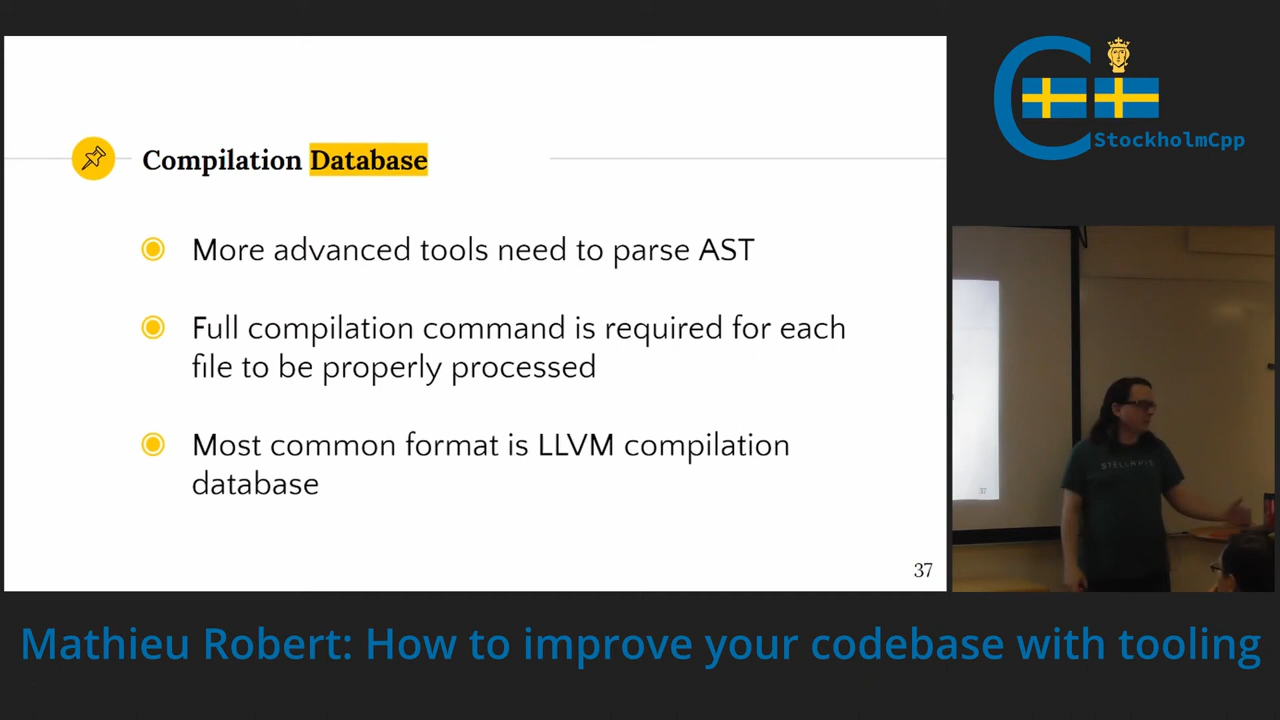 Compilation Database
More advanced tools need to parse AST
Full compilation command is required for each
file to be properly processed
Most common format is LLVM compilation
database
37
StockholmCpp
STELLARIS
37
Mathieu Robert: How to improve your codebase with tooling